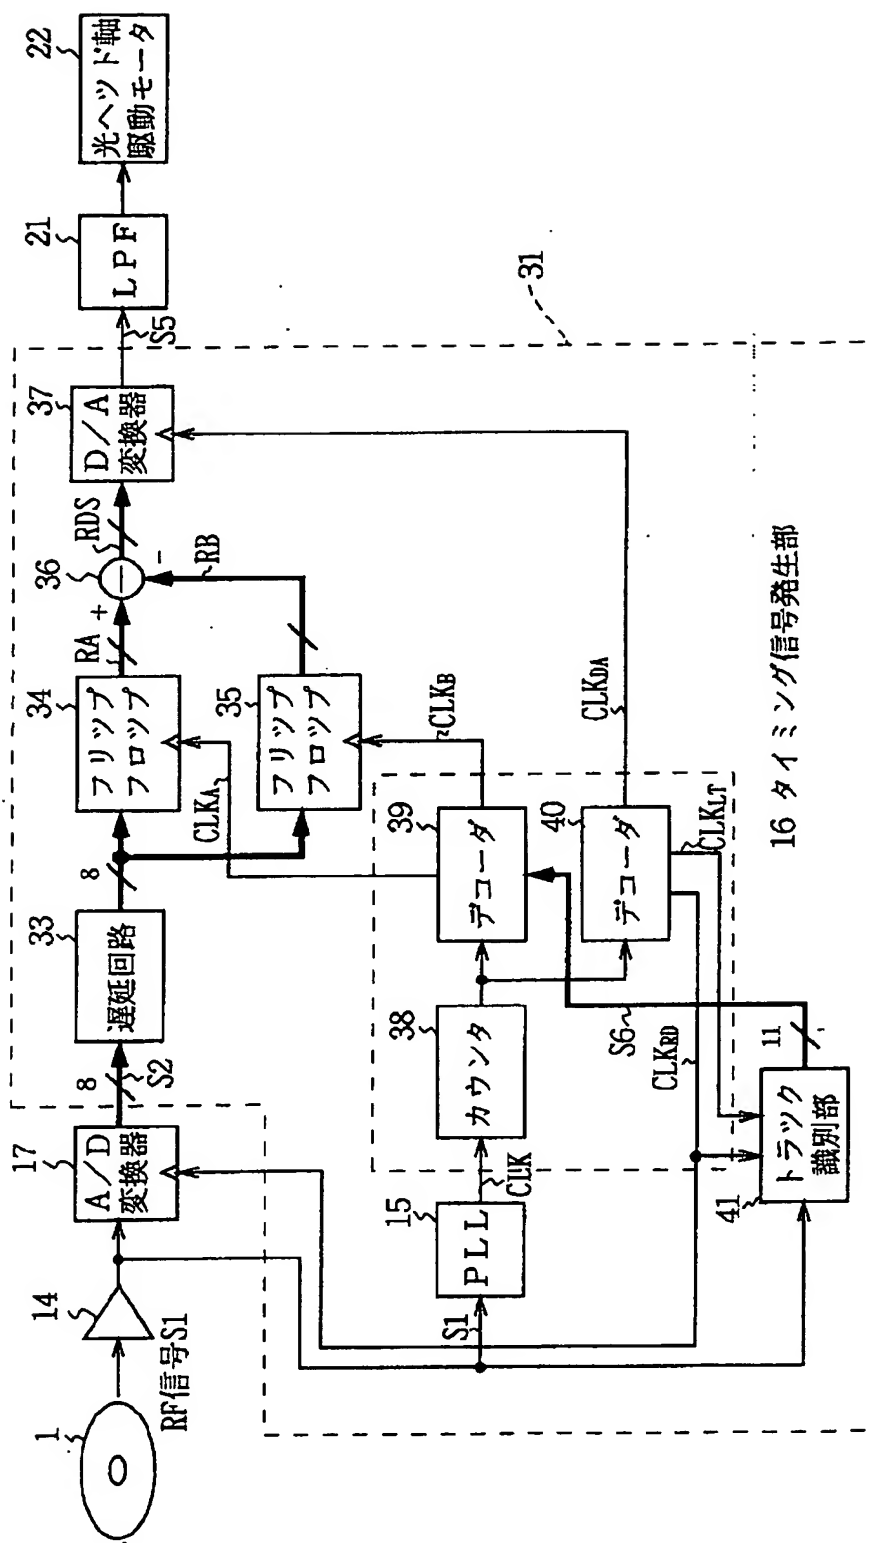 1
RF信号S1
14
17
A/D
変換器
8
S2
33
遅延回路
8
34
フリップ
フロップ
RA
+
36
-
RDS
37
D/A
変換器
S5
21
LPF
22
光ヘッド軸
駆動モータ
35
フリップ
フロップ
RB
-
CLKA
CLKB
31
S1
15
PLL
CLK
38
カウンタ
39
デコーダ
40
デコーダ
CLKDA
S6
CLKRD
CLKLT
11
41
トラック
識別部
16 タイミング信号発生部